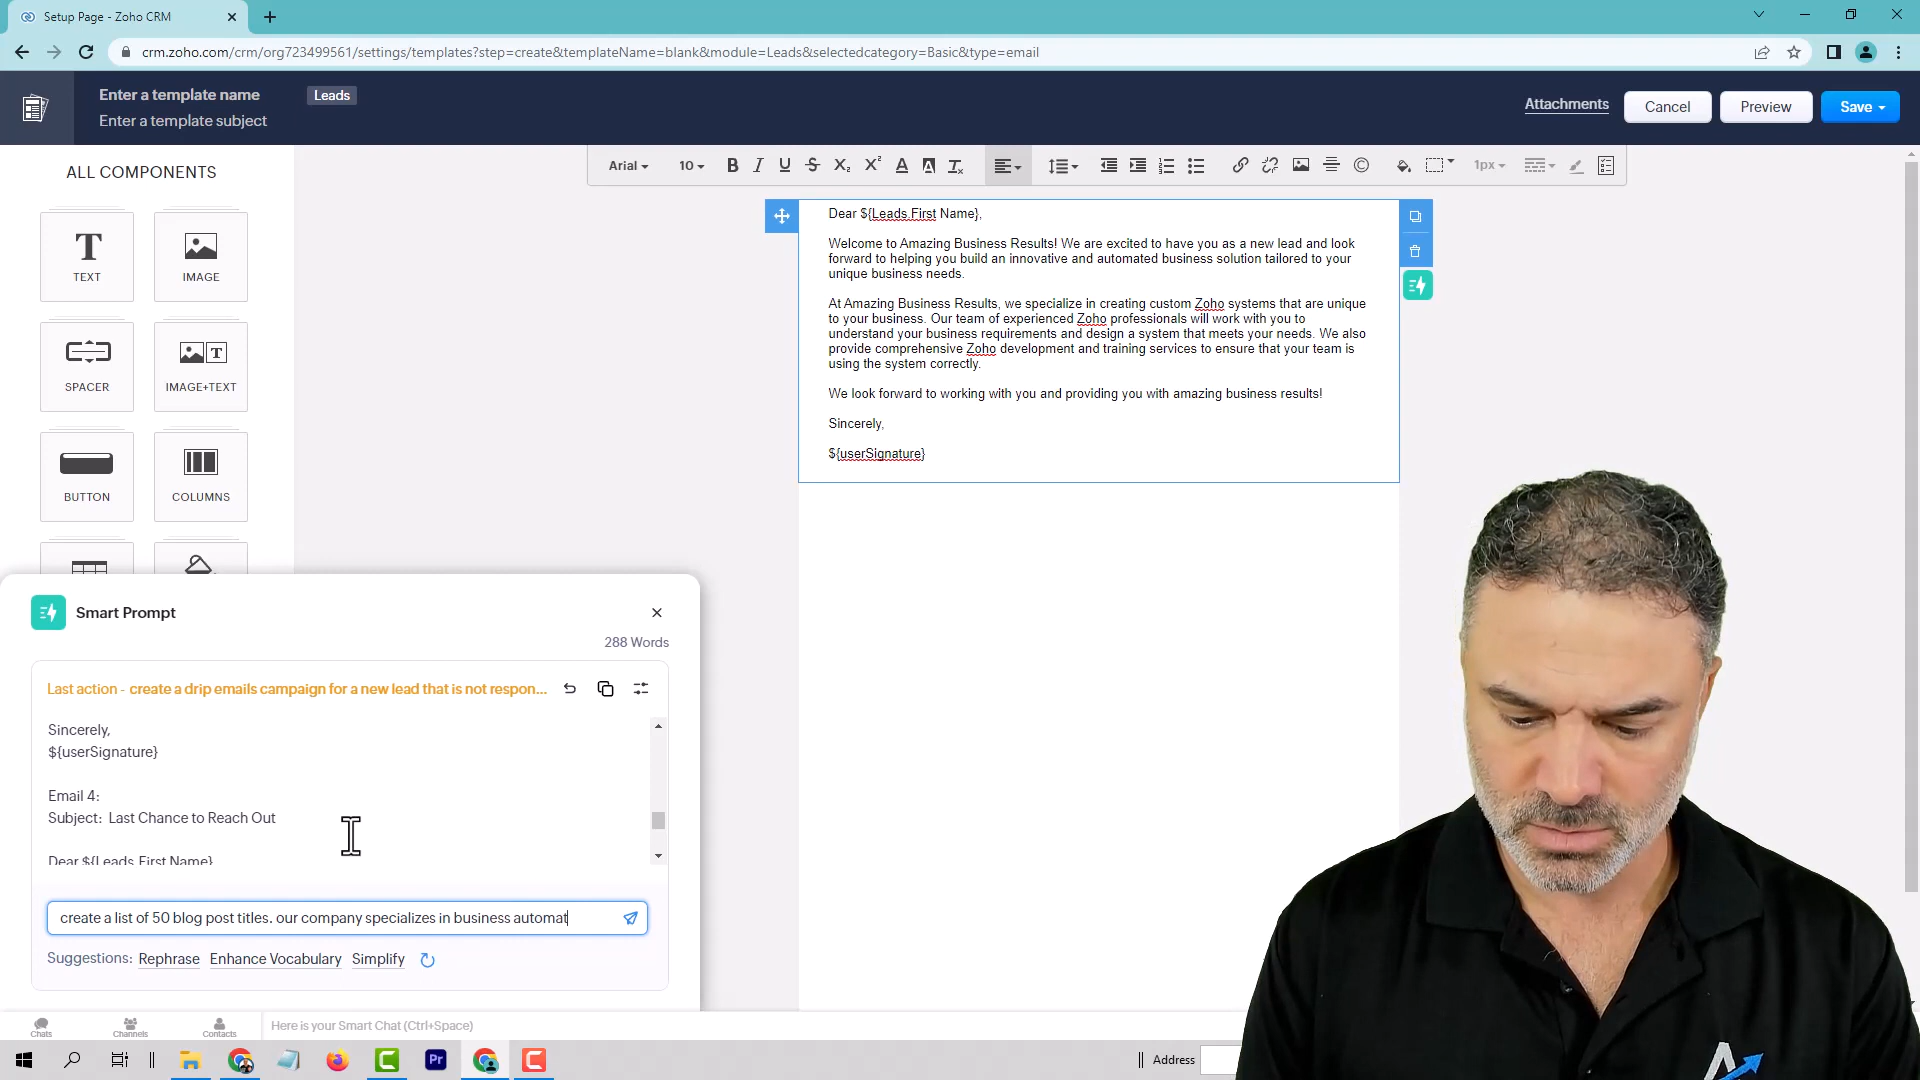 Setup Page - Zoho CRM
crm.zoho.com/crm/org723499561/settings/templates?step=create&templateName=blank&module=Leads&selectedcategory=Basic&type=email
Enter a template name
Leads
Enter a template subject
Attachments
Cancel
Preview
Save
ALL COMPONENTS
TEXT
IMAGE
SPACER
IMAGE+TEXT
BUTTON
COLUMNS
Arial
10
1px
Dear ${Leads.First Name},
Welcome to Amazing Business Results! We are excited to have you as a new lead and look
forward to helping you build an innovative and automated business solution tailored to your
unique business needs.
At Amazing Business Results, we specialize in creating custom Zoho systems that are unique
to your business. Our team of experienced Zoho professionals will work with you to
understand your business requirements and design a system that meets your needs. We also
provide comprehensive Zoho development and training services to ensure that your team is
using the system correctly.
We look forward to working with you and providing you with amazing business results!
Sincerely,
${userSignature}
Smart Prompt
288 Words
Last action - create a drip emails campaign for a new lead that is not respon...
Sincerely,
${userSignature}
Email 4:
Subject: Last Chance to Reach Out
Dear ${Leads.First Name}
create a list of 50 blog post titles. our company specializes in business automat
Suggestions: Rephrase Enhance Vocabulary Simplify
Chats
Channels
Contacts
Here is your Smart Chat (Ctrl+Space)
Pr
Address